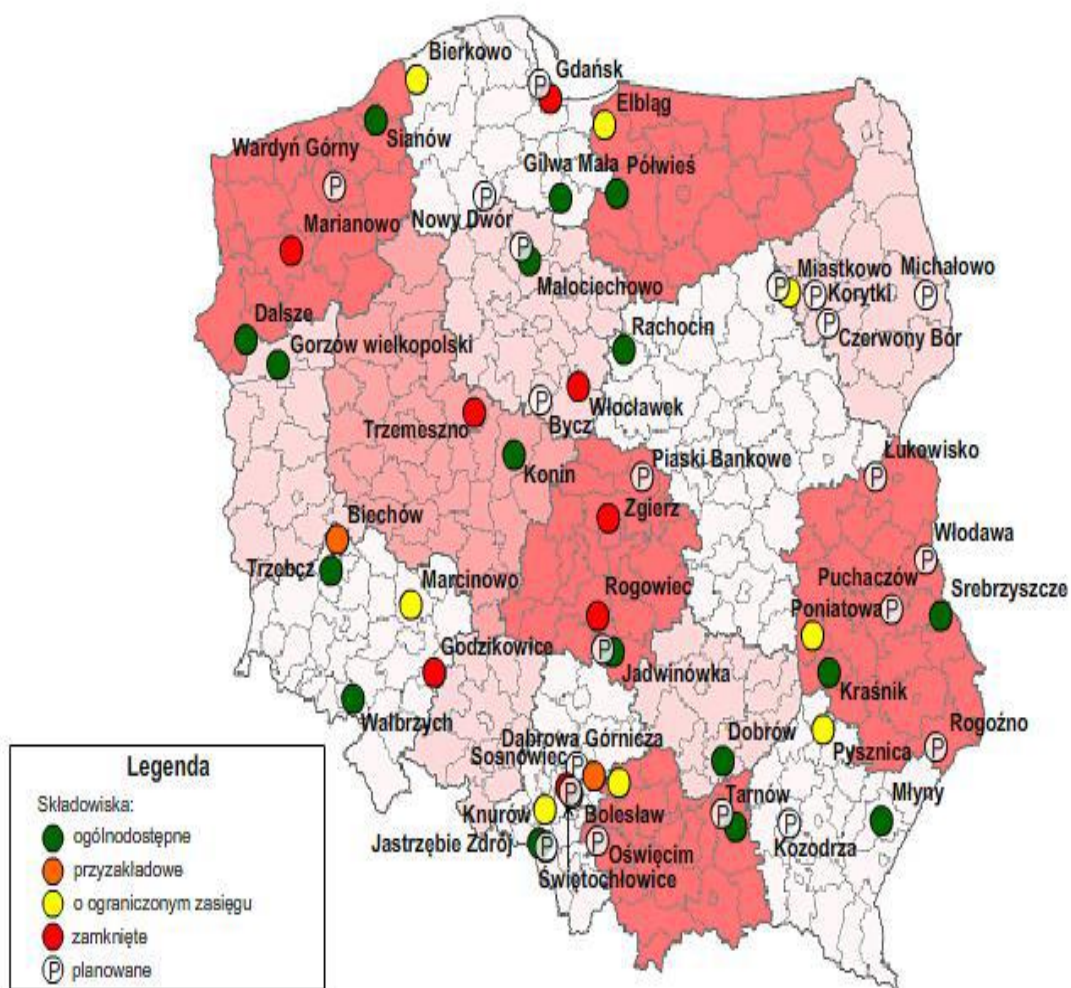 Bierkowo
P
Gdańsk
Elbląg
Sianów
Wardyń Górny
P
Gilwa Mała
Półwieś
P
Nowy Dwór
Marianowo
P
Małociechowo
Miastkowo
Michałowo
P
P
Korytki
P
P
Czerwony Bór
Dalsze
Gorzów wielkopolski
Rachocin
Włocławek
P
Bycz
Trzemeszno
Konin
Piaski Bankowe
P
Łukowisko
P
Zgierz
Biechów
Trzebcz
Marcinowo
Włodawa
P
Puchaczów
P
Srebrzyszcze
Rogowiec
Poniatowa
Godzikowice
P
Jadwinówka
Kraśnik
Wałbrzych
Rogoźno
P
Pysznica
Dobrów
Dąbrowa Górnicza
Sosnowiec
P
P
Knurów
Bolesław
Tarnów
P
Młyny
P
Kozodrza
Jastrzębie Zdrój
P
P
Oświęcim
Świętochłowice
Legenda
Składowiska:
ogólnodostępne
przyzakładowe
o ograniczonym zasięgu
zamknięte
P planowane